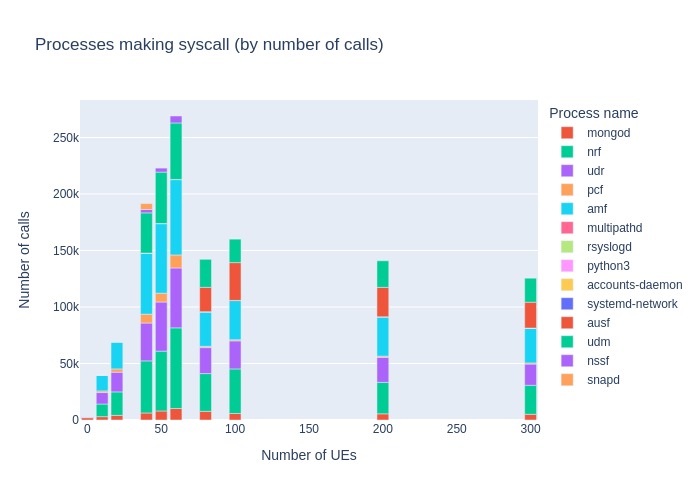 Processes making syscall (by number of calls)
Process name
mongod
nrf
udr
pcf
amf
multipathd
rsyslogd
python3
accounts-daemon
systemd-network
ausf
udm
nssf
snapd
Number of calls
250k
200k
150k
100k
50k
0
0 50 100 150 200 250 300
Number of UEs